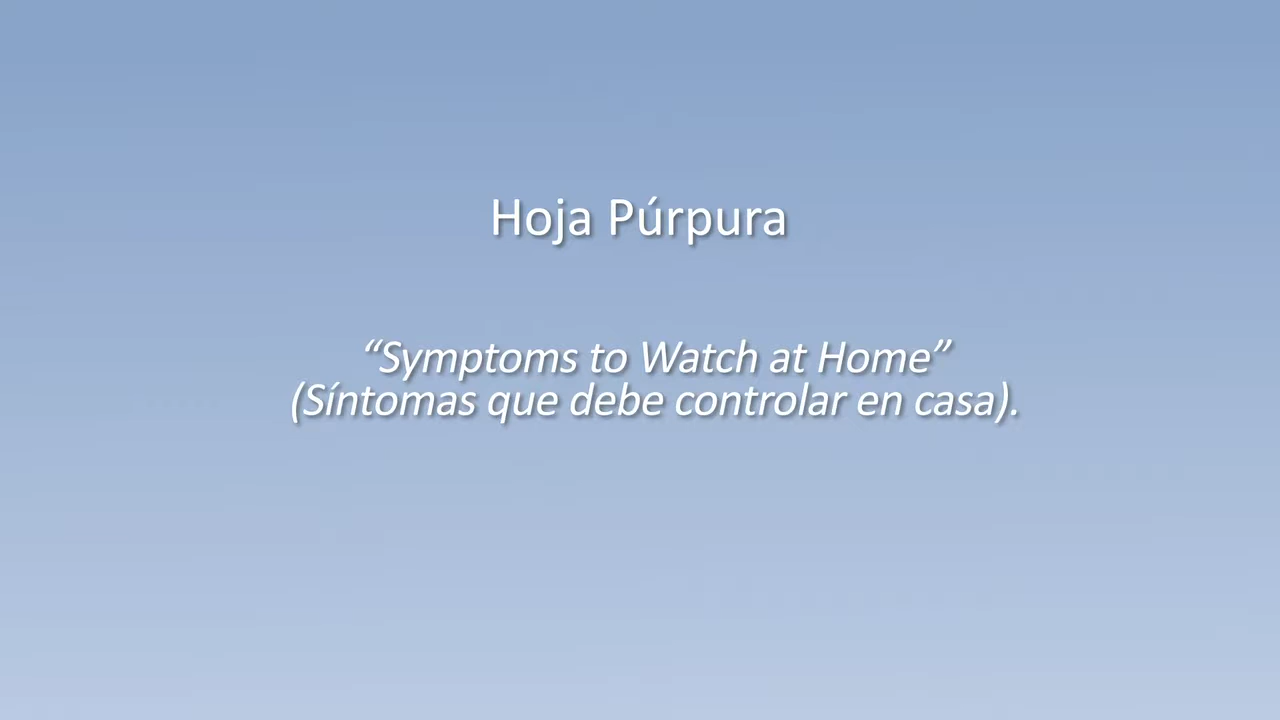 Hoja Púrpura
“Symptoms to Watch at Home”
(Síntomas que debe controlar en casa).